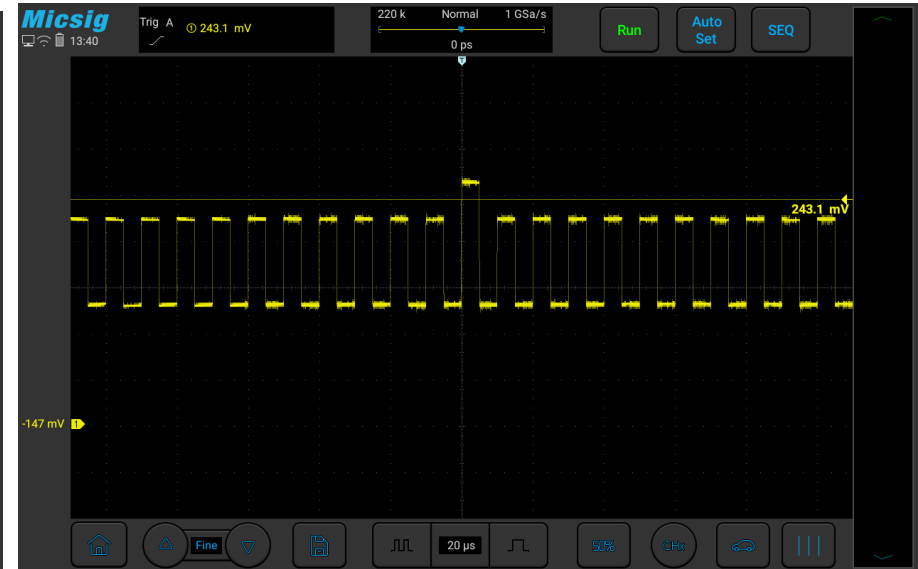 Micsig
13:40
Trig A
① 243.1 mV
220 k Normal 1 GSa/s
0 ps
Run
Auto
Set
SEQ
T
243.1 mV
-147 mV 1
Fine
20 µs
50%
CHx